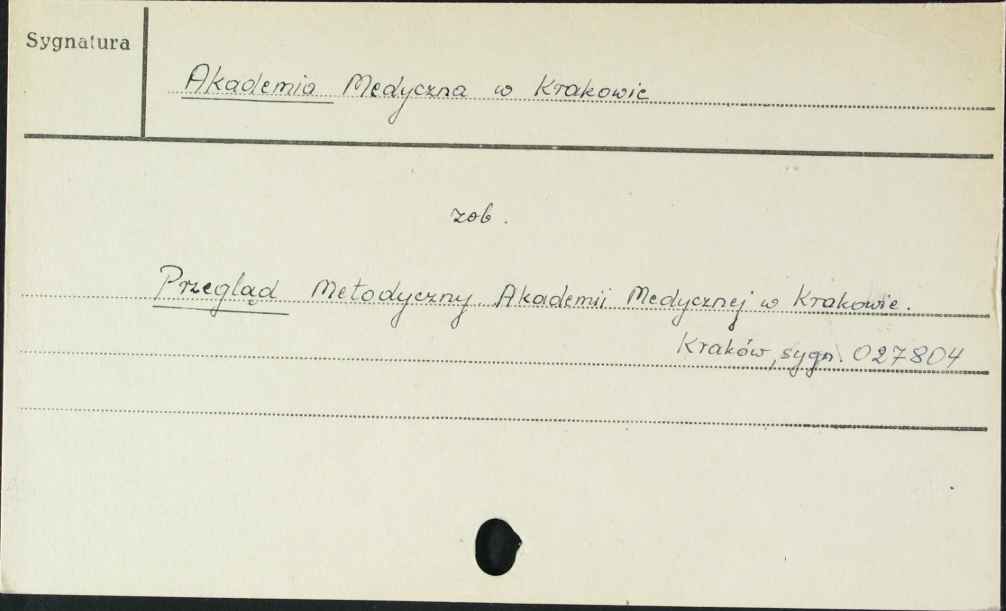 Sygnatura
Akademia Medyczna w Krakowie
zob.
Przegląd Metodyczny Akademii Medycznej w Krakowie.
Kraków, sygn. 027804